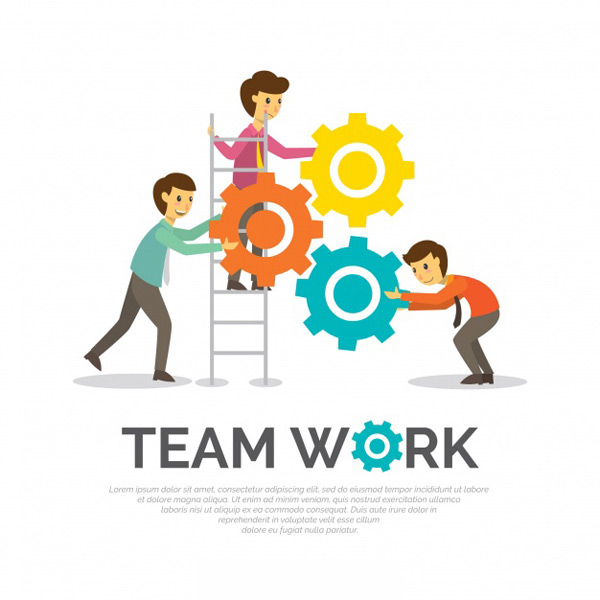 TEAM WORK
Lorem ipsum dolor sit amet, consectetur adipiscing elit, sed do eiusmod tempor incididunt ut labore et
dolore magna aliqua. Ut enim ad minim veniam, quis nostrud exercitation ullamco
laboris nisi ut aliquip ex ea commodo consequat. Duis aute irure dolor in
reprehenderit in voluptate velit esse cillum
dolore eu fugiat nulla pariatur.